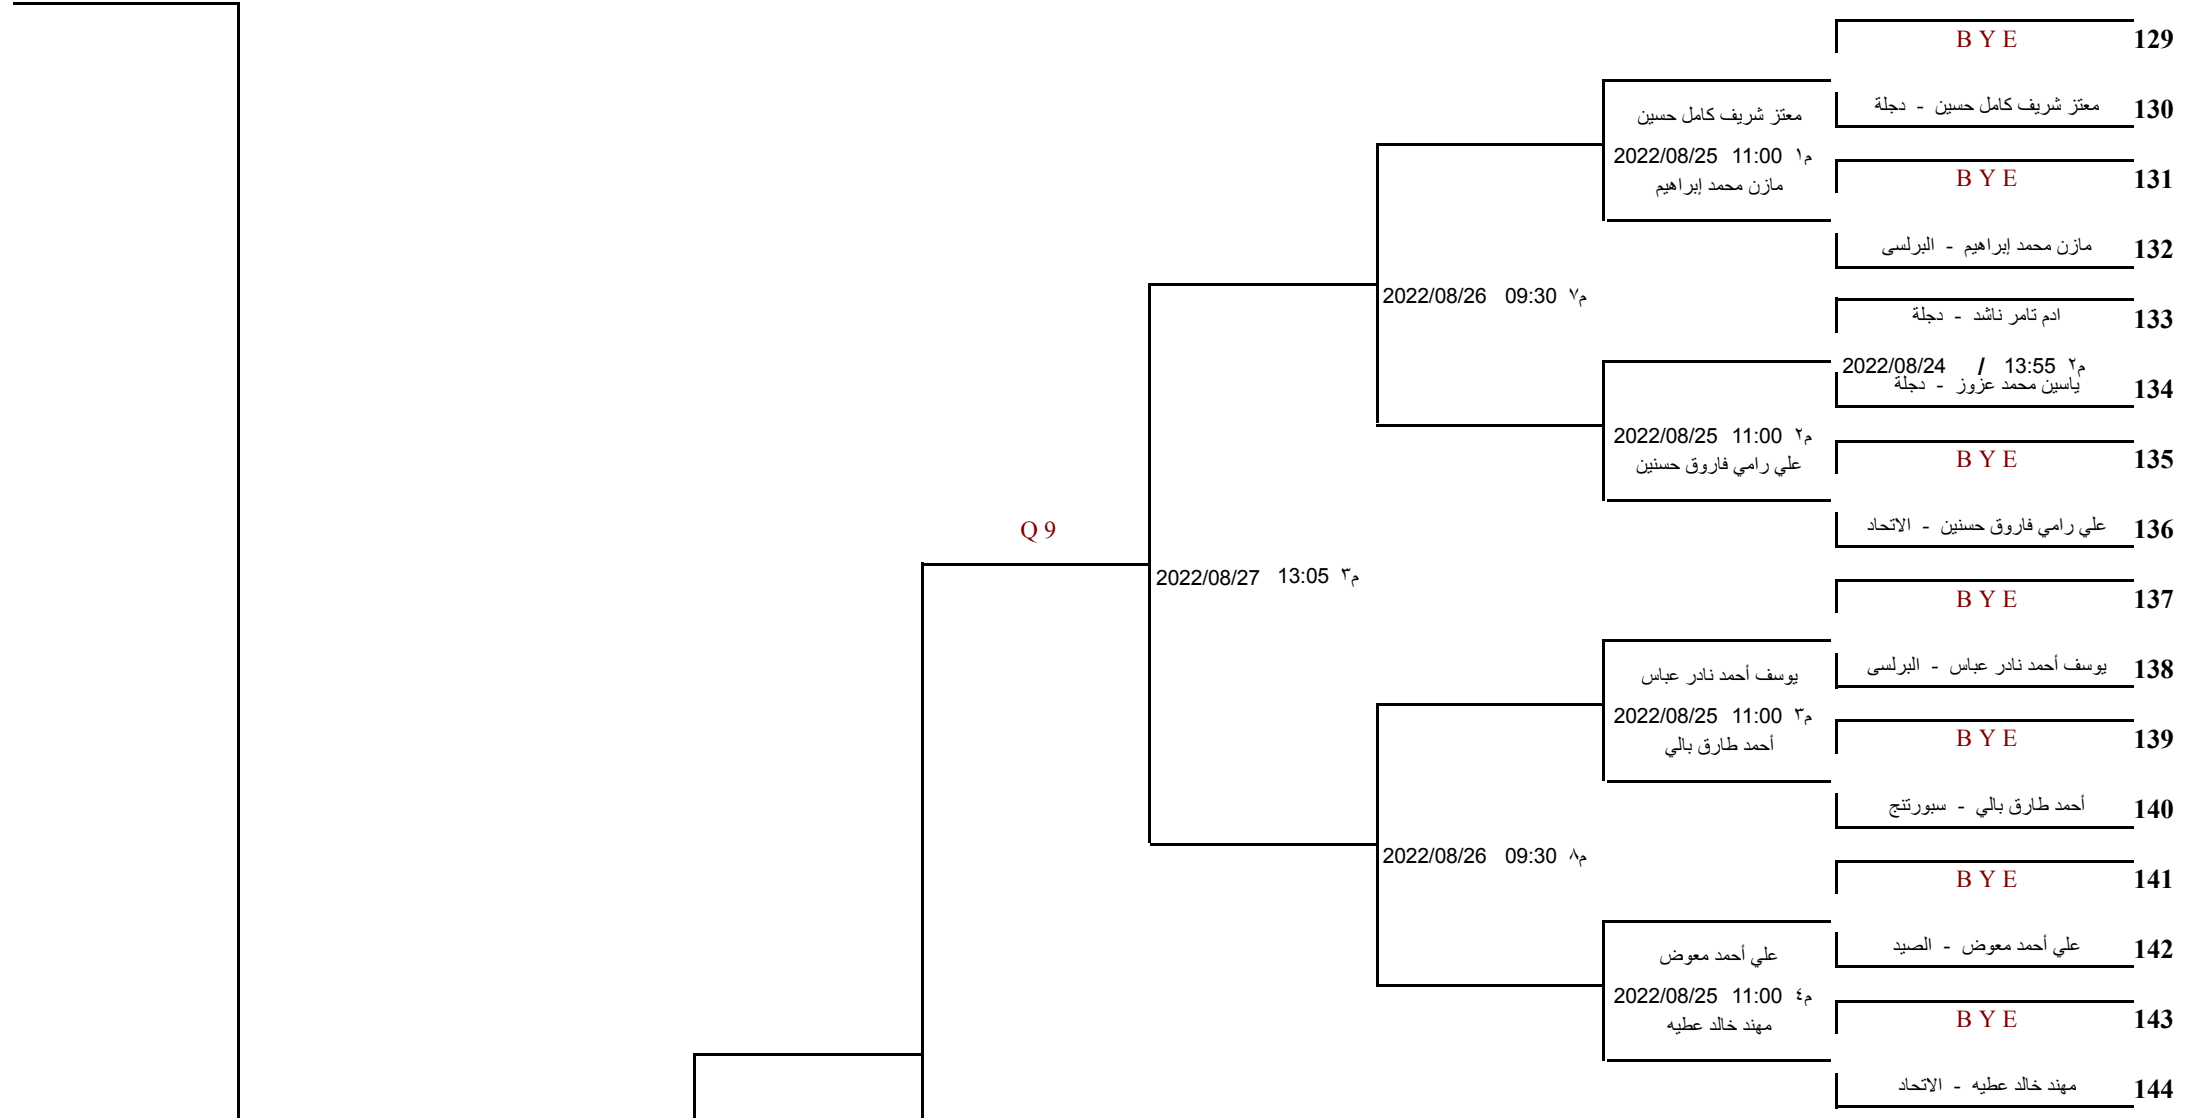 BYE 129
معتز شريف كامل حسين - دجلة 130
معتز شريف كامل حسين
2022/08/25 11:00 م١
مازن محمد إبراهيم
BYE 131
مازن محمد إبراهيم - البرلسى 132
2022/08/26 09:30 م٧
ادم تامر ناشد - دجلة 133
2022/08/24 / 13:55 م٢
ياسين محمد عزوز - دجلة 134
2022/08/25 11:00 م٢
علي رامي فاروق حسنين
BYE 135
علي رامي فاروق حسنين - الاتحاد 136
Q 9
2022/08/27 13:05 م٣
BYE 137
يوسف أحمد نادر عباس - البرلسى 138
يوسف أحمد نادر عباس
2022/08/25 11:00 م٣
أحمد طارق بالي
BYE 139
أحمد طارق بالي - سبورتنج 140
2022/08/26 09:30 م٨
BYE 141
علي أحمد معوض - الصيد 142
علي أحمد معوض
2022/08/25 11:00 م٤
مهند خالد عطيه
BYE 143
مهند خالد عطيه - الاتحاد 144